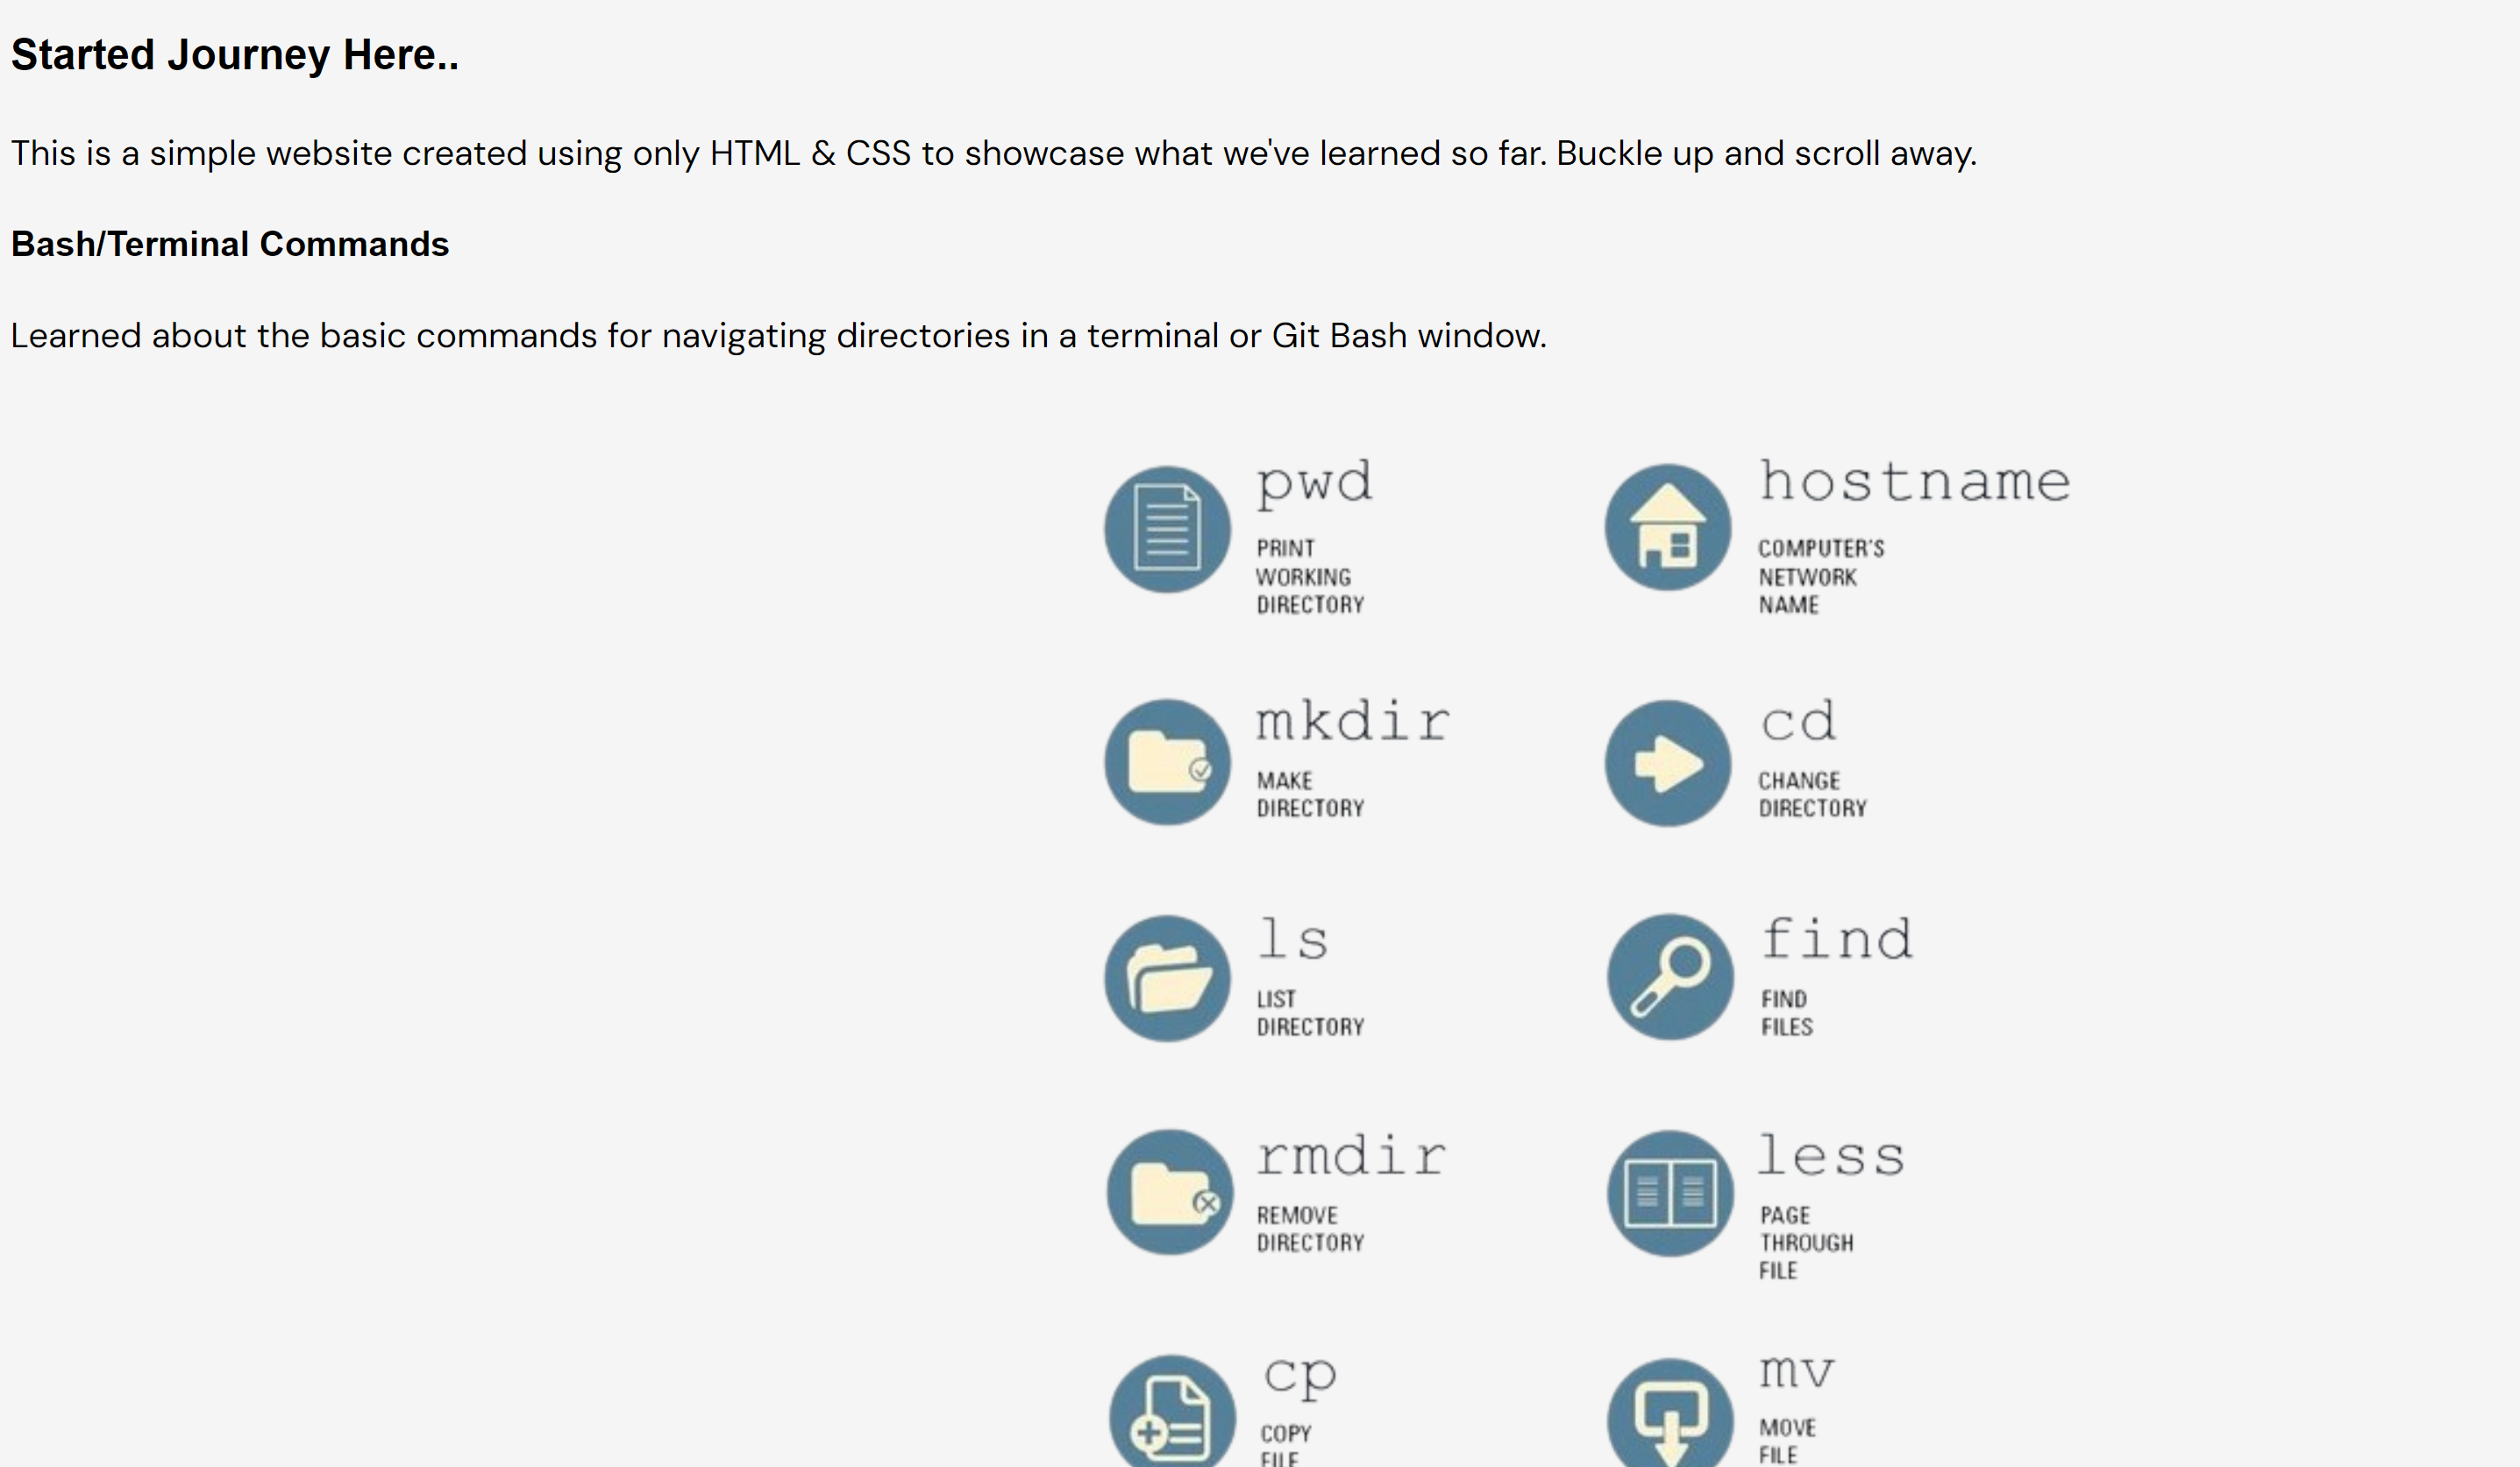 Started Journey Here..
This is a simple website created using only HTML & CSS to showcase what we've learned so far. Buckle up and scroll away.
Bash/Terminal Commands
Learned about the basic commands for navigating directories in a terminal or Git Bash window.
pwd
PRINT
WORKING
DIRECTORY
hostname
COMPUTER'S
NETWORK
NAME
mkdir
MAKE
DIRECTORY
cd
CHANGE
DIRECTORY
ls
LIST
DIRECTORY
find
FIND
FILES
rmdir
REMOVE
DIRECTORY
less
PAGE
THROUGH
FILE
cp
COPY
FILE
mv
MOVE
FILE